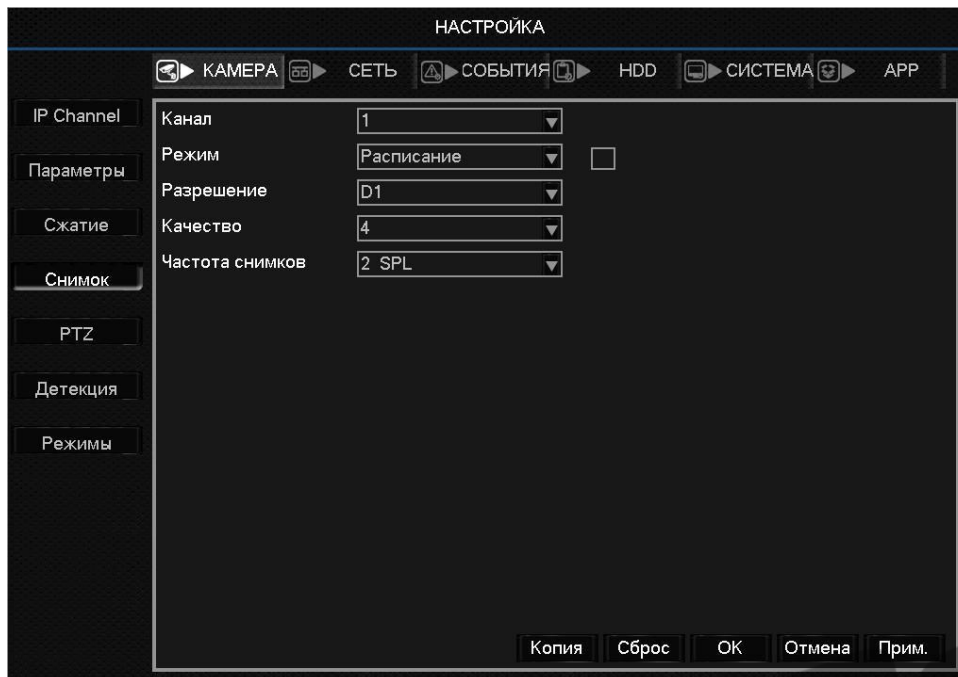 НАСТРОЙКА
КАМЕРА СЕТЬ СОБЫТИЯ HDD СИСТЕМА APP
IP Channel
Параметры
Сжатие
Снимок
PTZ
Детекция
Режимы
Канал 1
Режим Расписание
Разрешение D1
Качество 4
Частота снимков 2 SPL
Копия Сброс OK Отмена Прим.